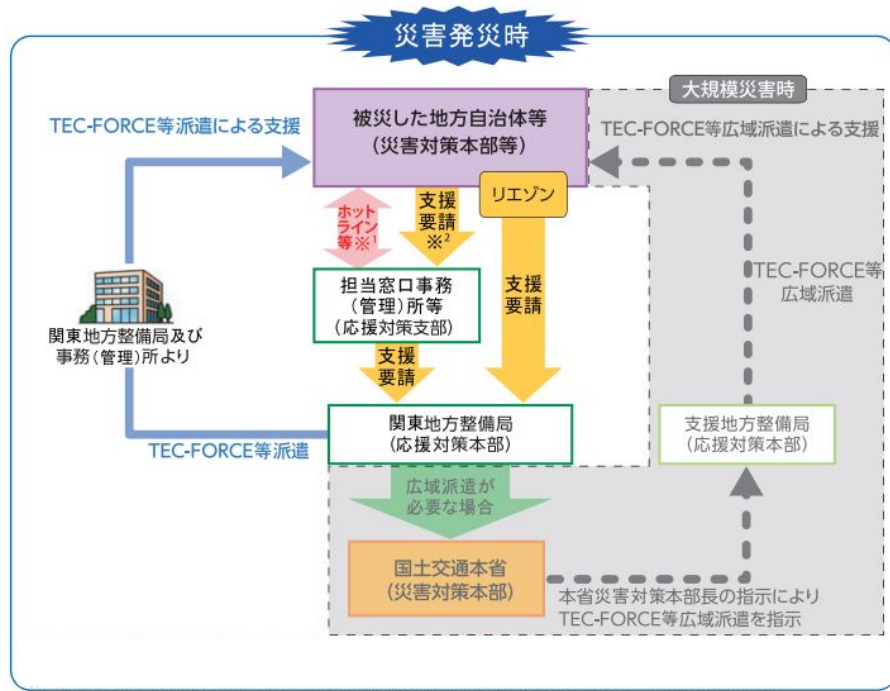 災害発災時
大規模災害時
TEC-FORCE等派遣による支援
被災した地方自治体等
(災害対策本部等)
TEC-FORCE等広域派遣による支援
リエゾン
ホット
ライン
等※1
支援
要請
※2
担当窓口事務
(管理)所等
(応援対策支部)
支援
要請
TEC-FORCE等
広域派遣
関東地方整備局及び
事務(管理)所より
支援
要請
関東地方整備局
(応援対策本部)
支援地方整備局
(応援対策本部)
TEC-FORCE等派遣
広域派遣が
必要な場合
国土交通本省
(災害対策本部)
本省災害対策本部長の指示により
TEC-FORCE等広域派遣を指示